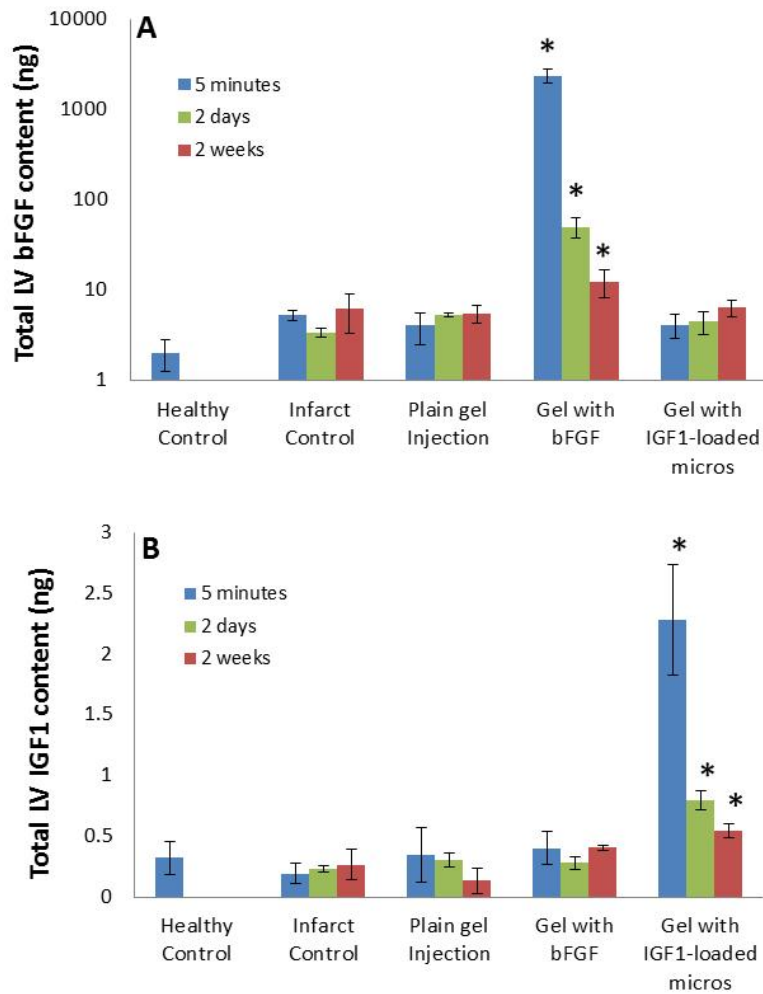 A
Total LV bFGF content (ng)
10000
1000
100
10
1
5 minutes
2 days
2 weeks
*
*
*
Healthy Control
Infarct Control
Plain gel Injection
Gel with bFGF
Gel with IGF1-loaded micros
B
Total LV IGF1 content (ng)
3
2.5
2
1.5
1
0.5
0
5 minutes
2 days
2 weeks
*
*
*
Healthy Control
Infarct Control
Plain gel Injection
Gel with bFGF
Gel with IGF1-loaded micros